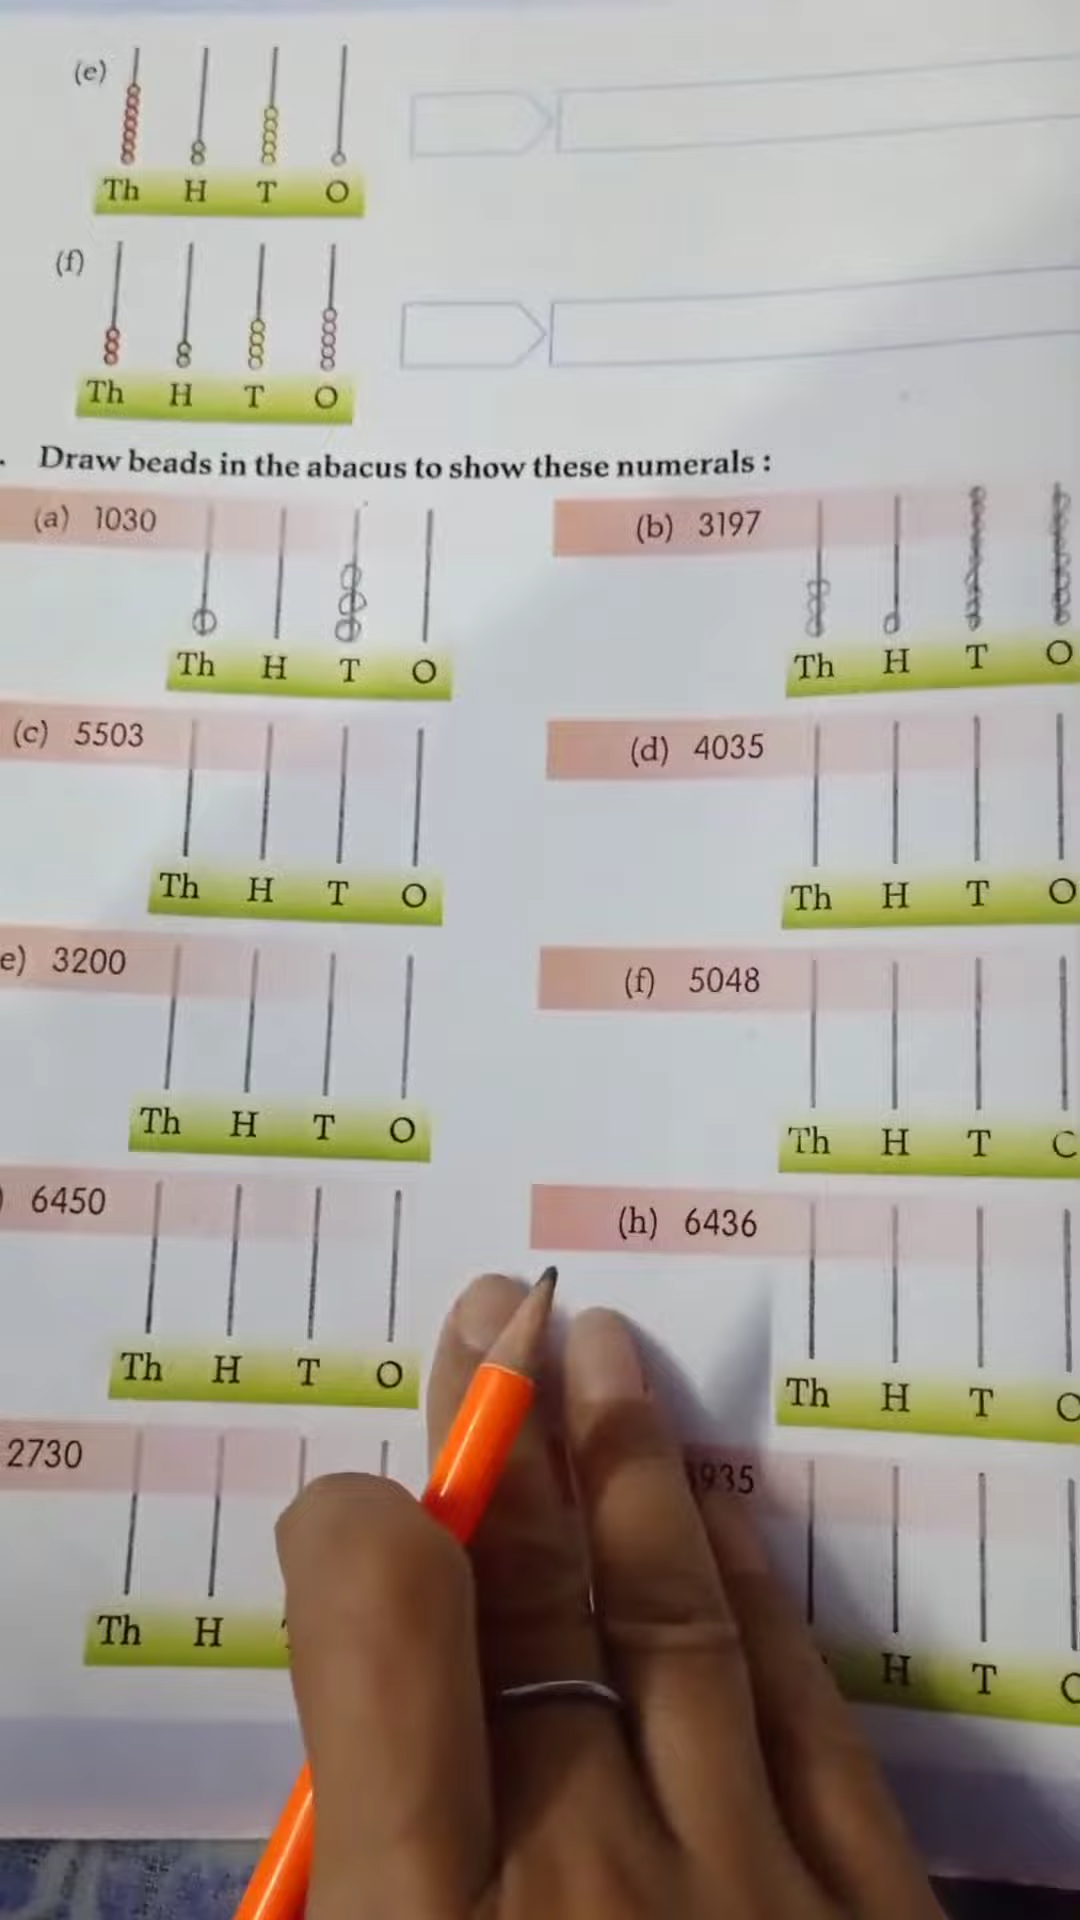 (e)
Th H T O
(f)
Th H T O
. Draw beads in the abacus to show these numerals :
(a) 1030
(b) 3197
Th H T O
Th H T O
(c) 5503
(d) 4035
Th H T O
Th H T O
e) 3200
(f) 5048
Th H T O
Th H T
) 6450
(h) 6436
Th H T O
Th H T
2730
935
Th H
H T